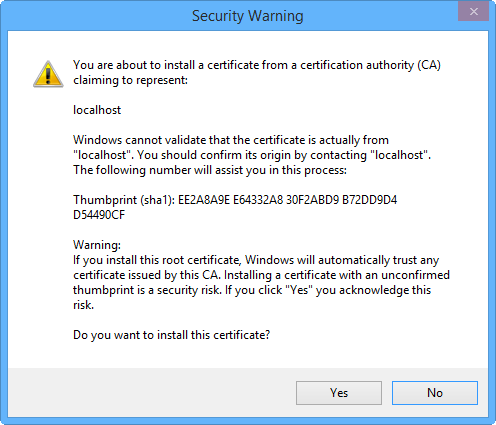 Security Warning
You are about to install a certificate from a certification authority (CA)
claiming to represent:
localhost
Windows cannot validate that the certificate is actually from
"localhost". You should confirm its origin by contacting "localhost".
The following number will assist you in this process:
Thumbprint (sha1): EE2A8A9E E64332A8 30F2ABD9 B72DD9D4
D54490CF
Warning:
If you install this root certificate, Windows will automatically trust any
certificate issued by this CA. Installing a certificate with an unconfirmed
thumbprint is a security risk. If you click "Yes" you acknowledge this
risk.
Do you want to install this certificate?
Yes
No